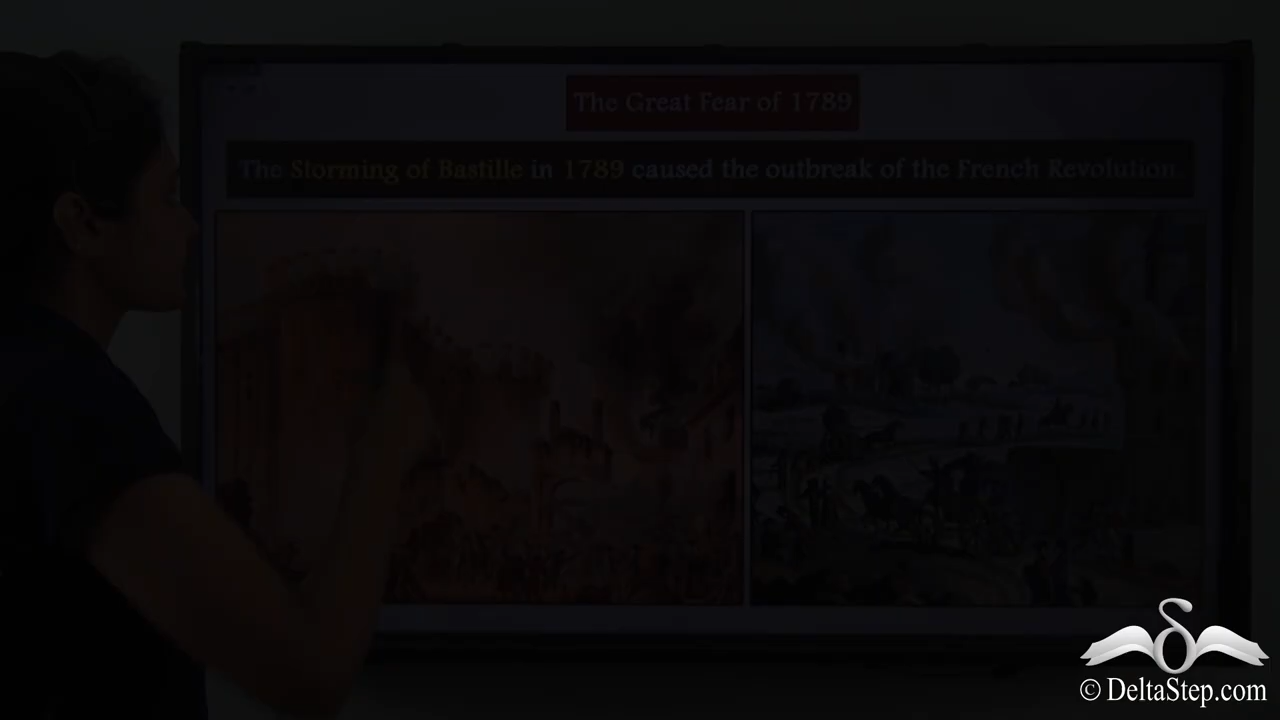 The Great Fear of 1789
The Storming of Bastille in 1789 caused the outbreak of the French Revolution.
© DeltaStep.com